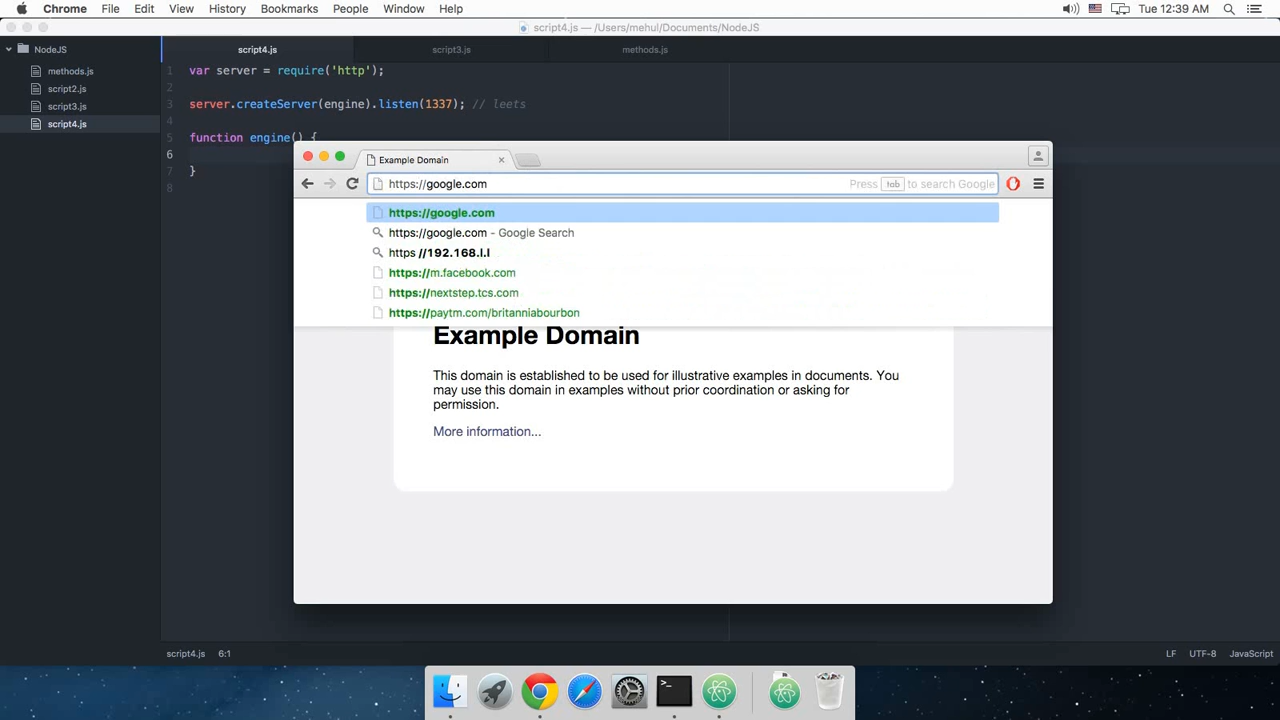 Chrome File Edit View History Bookmarks People Window Help Tue 12:39 AM
script4.js — /Users/mehul/Documents/NodeJS
NodeJS
methods.js
script2.js
script3.js
script4.js
script4.js script3.js methods.js
1 var server = require('http');
2
3 server.createServer(engine).listen(1337); // leets
4
5 function engine() {
6
7 }
8
Example Domain
https://google.com Press tab to search Google
https://google.com
https://google.com - Google Search
https //192.168.l.l
https://m.facebook.com
https://nextstep.tcs.com
https://paytm.com/britanniabourbon
Example Domain
This domain is established to be used for illustrative examples in documents. You
may use this domain in examples without prior coordination or asking for
permission.
More information...
script4.js 6:1 LF UTF-8 JavaScript
>_